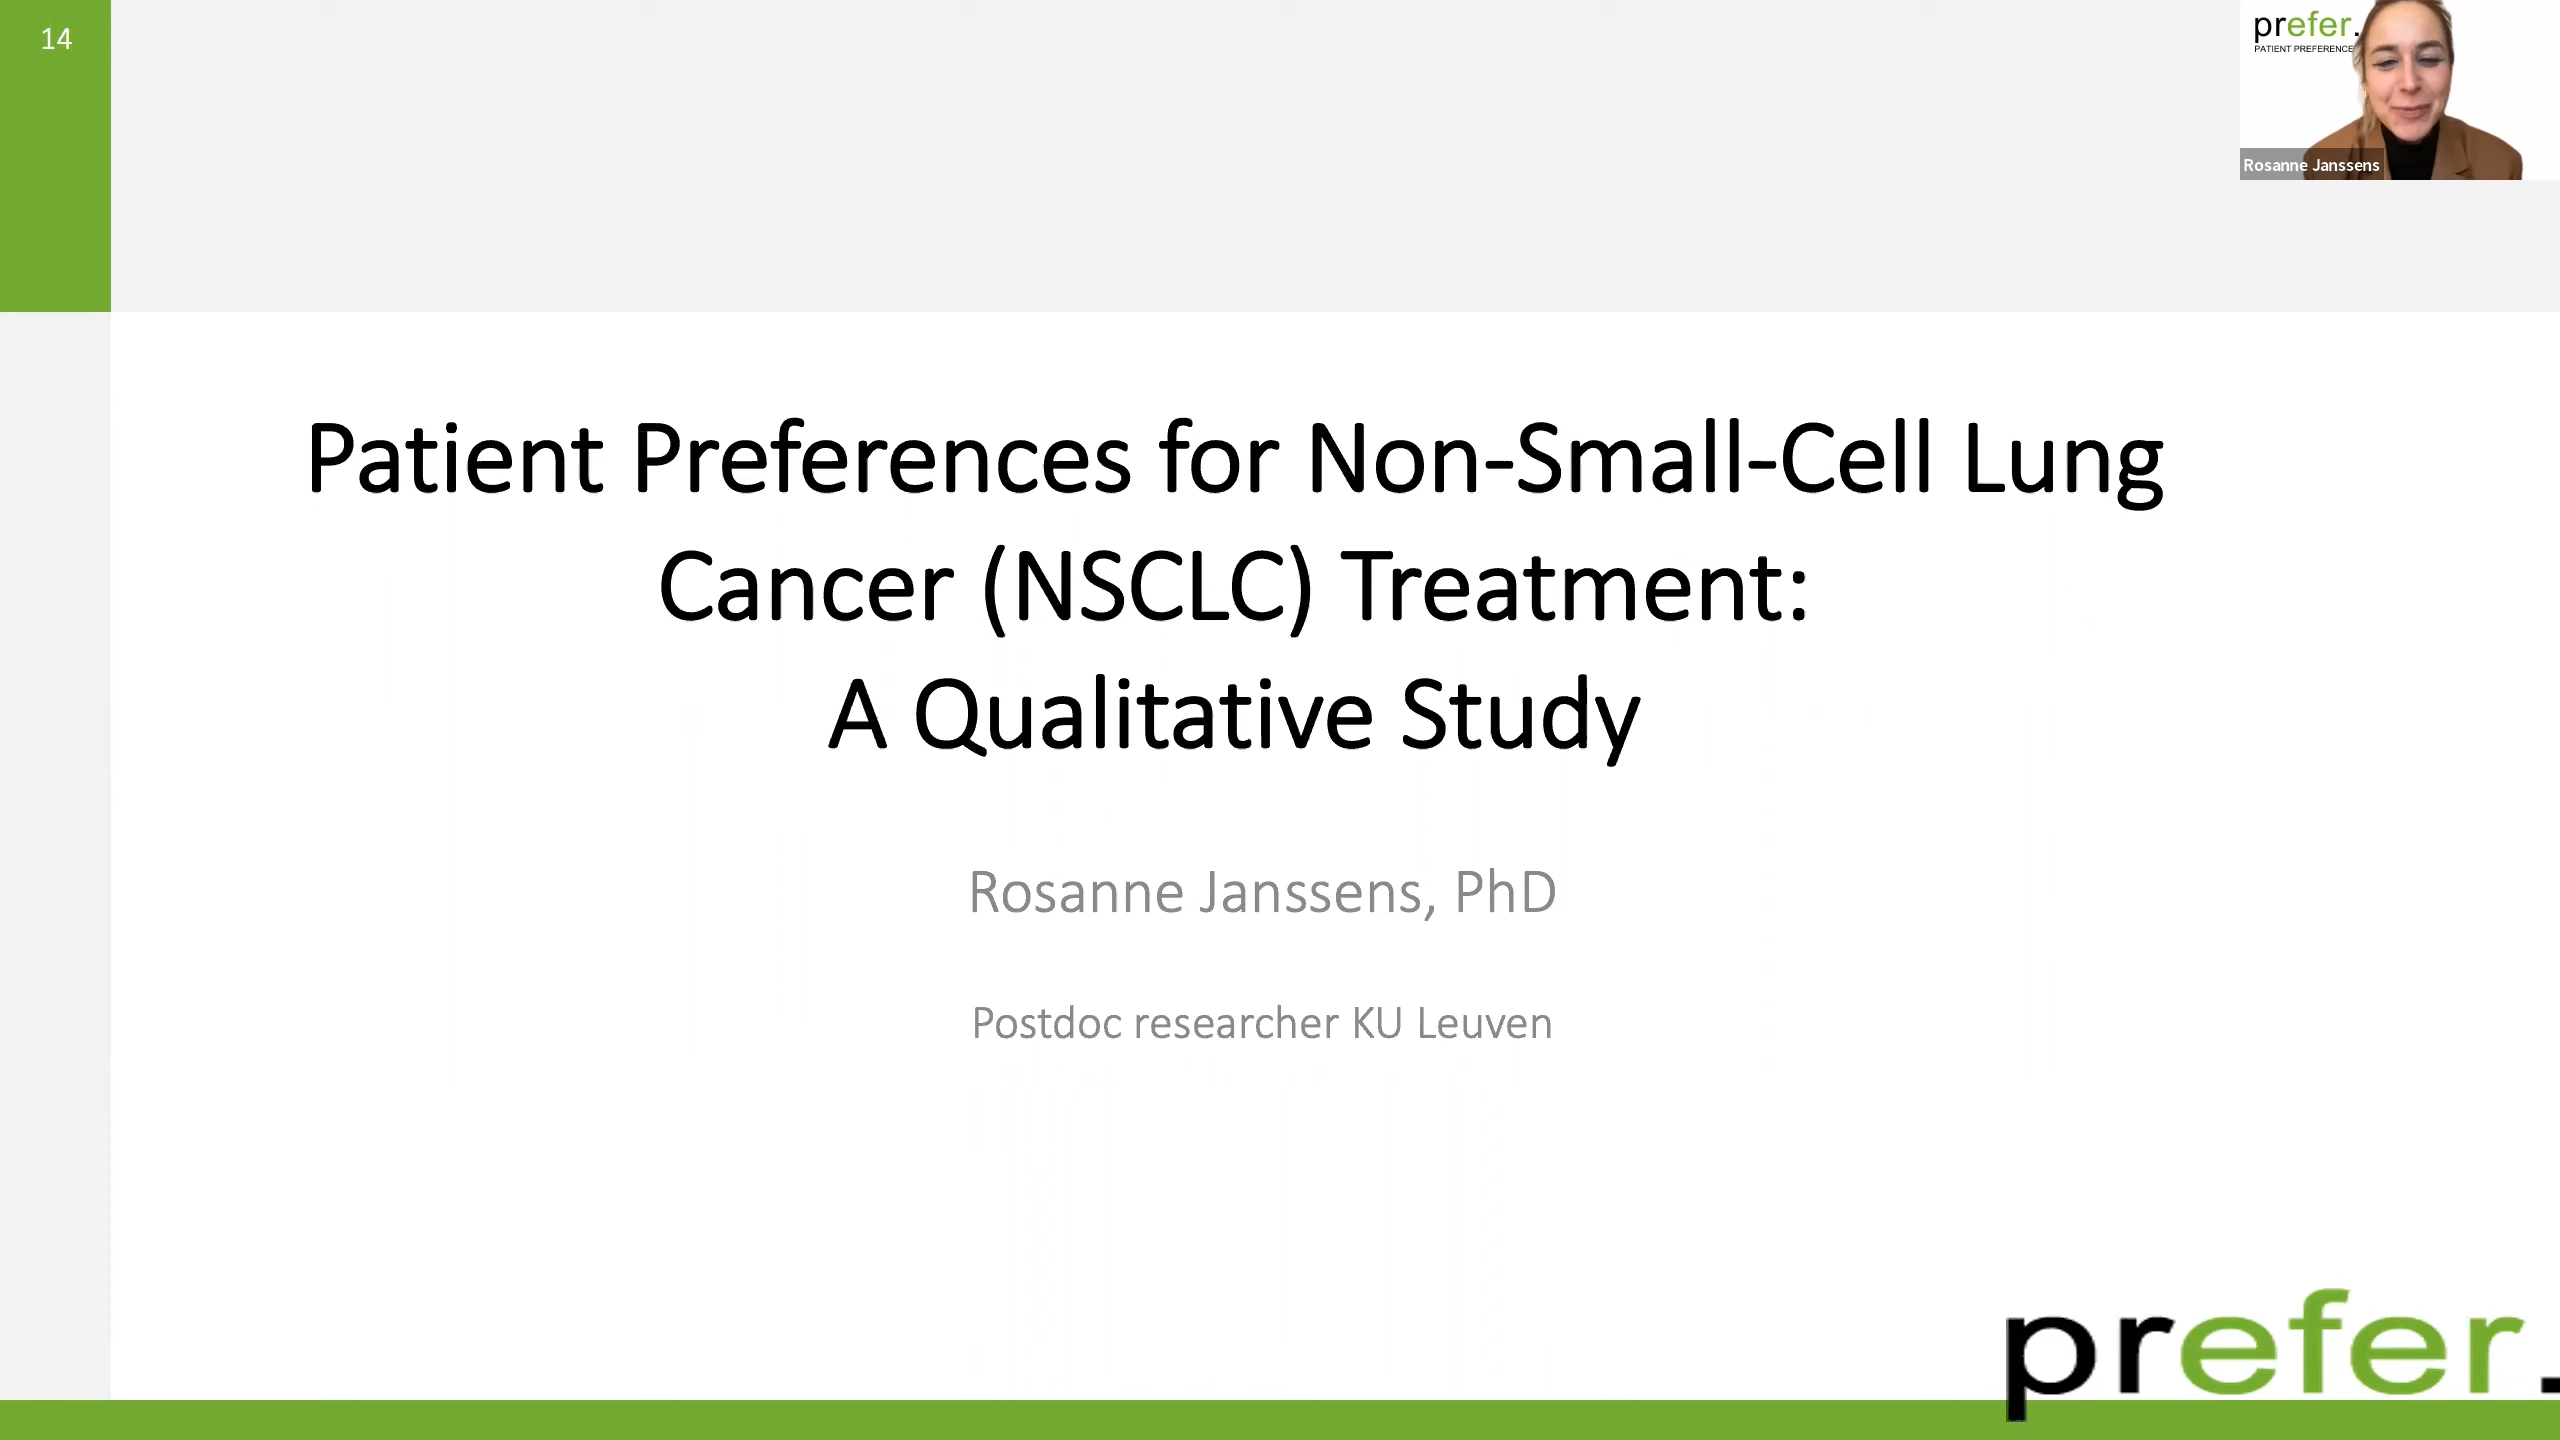 14
prefer.
PATIENT PREFERENCE
Rosanne Janssens
Patient Preferences for Non-Small-Cell Lung
Cancer (NSCLC) Treatment:
A Qualitative Study
Rosanne Janssens, PhD
Postdoc researcher KU Leuven
prefer.